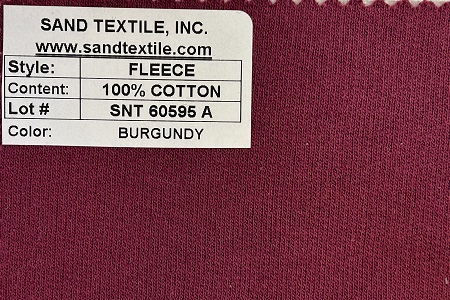 SAND TEXTILE, INC.
www.sandtextile.com
Style: FLEECE
Content: 100% COTTON
Lot # SNT 60595 A
Color: BURGUNDY